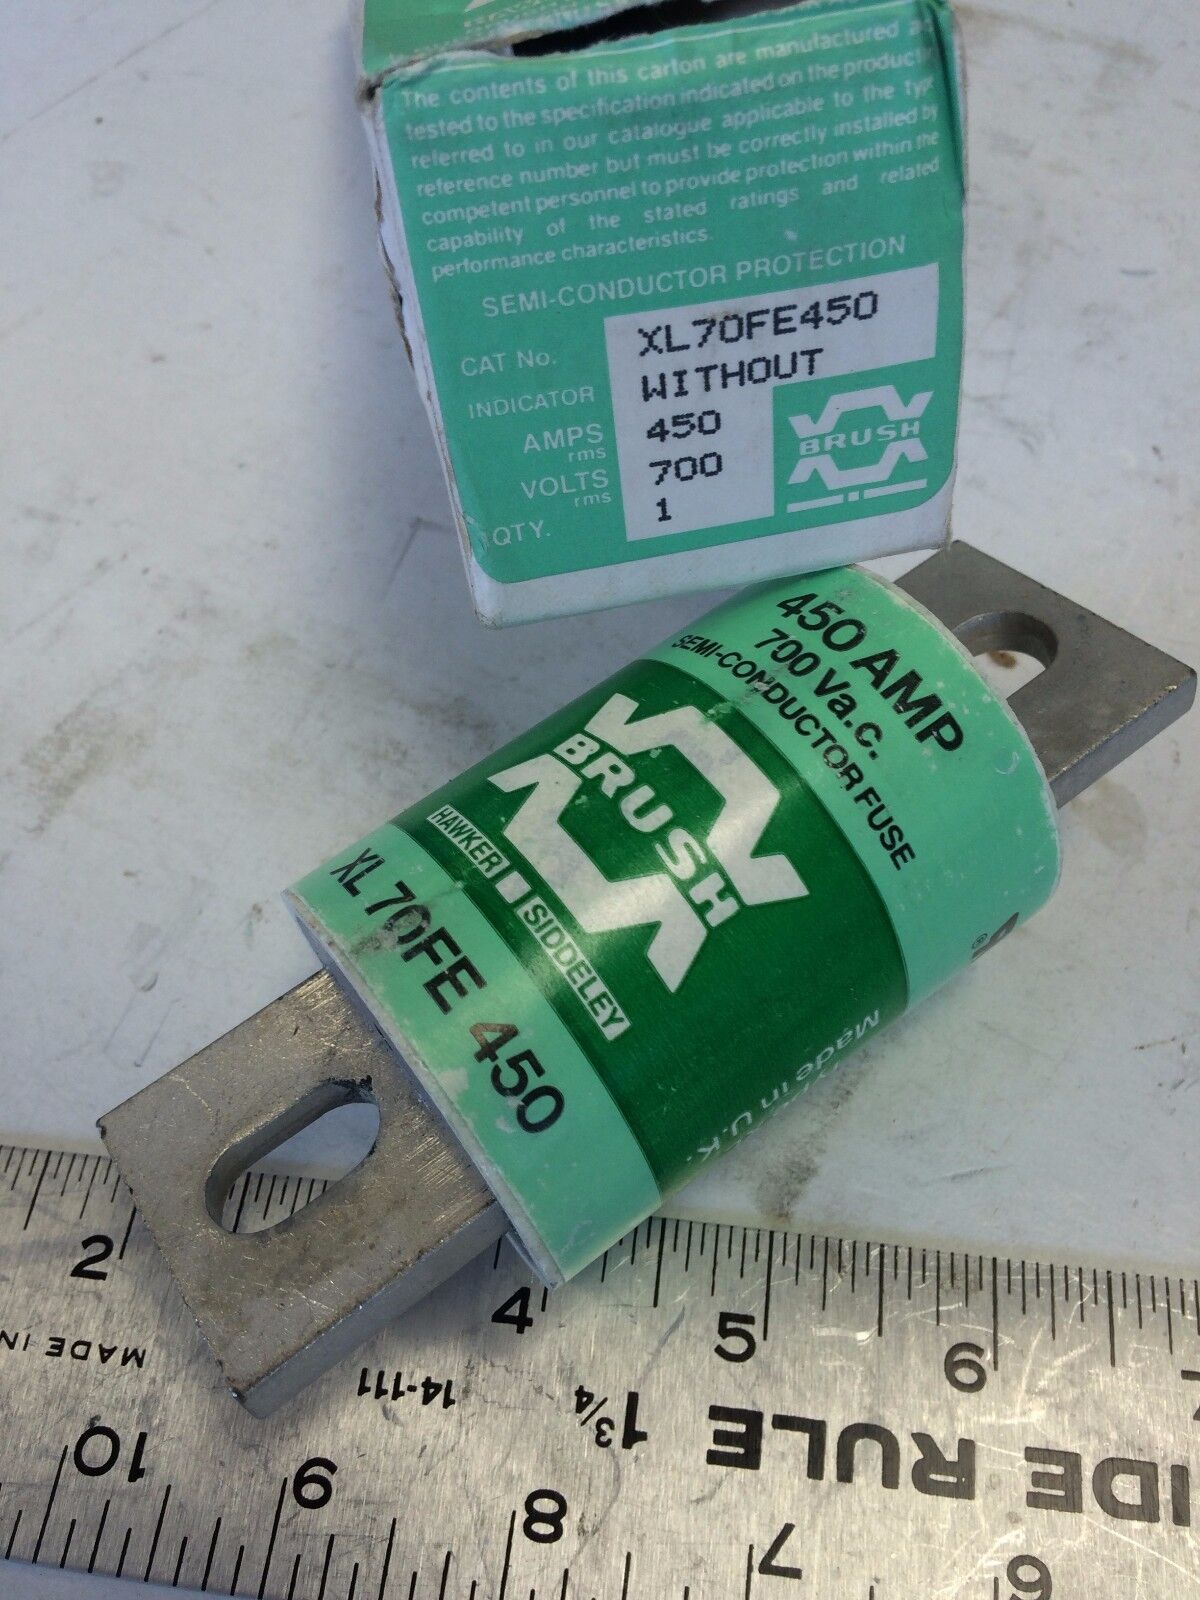 The contents of this carton are manufactured
tested to the specification indicated on the product
referred to in our catalogue applicable to the type
reference number but must be correctly installed by
competent personnel to provide protection within the
capability of the stated ratings and related
performance characteristics.
SEMI-CONDUCTOR PROTECTION
CAT No. XL70FE450
INDICATOR WITHOUT
AMPS rms 450
VOLTS rms 700
QTY. 1
BRUSH
450 AMP
700 Va.c.
SEMI-CONDUCTOR FUSE
BRUSH
HAWKER SIDDELEY
XL70FE 450
Made in U.K.
2 4 5 6
MADE IN
14-111
1 3/4
IDE RULE
10 9 8 7 6